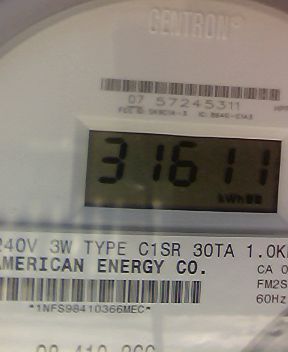 CENTRON®
07 57245311
31611
kWh
240V 3W TYPE C1SR 30TA 1.0K
AMERICAN ENERGY CO.
CA 0
FM2S
60Hz
*1NFS98410366MEC*